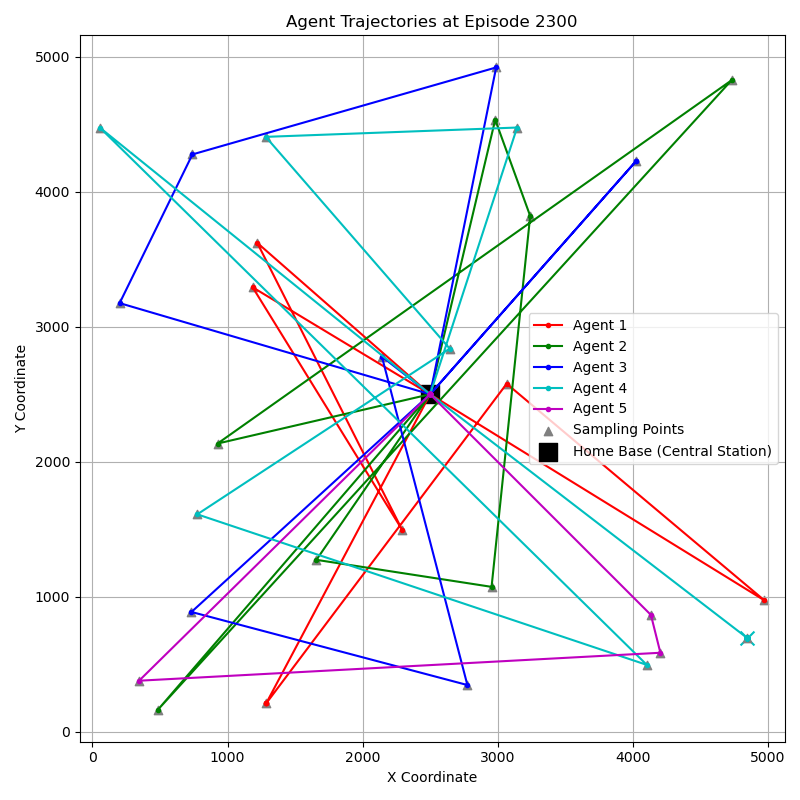 Agent Trajectories at Episode 2300
5000
4000
3000
2000
1000
0
Y Coordinate
Agent 1
Agent 2
Agent 3
Agent 4
Agent 5
Sampling Points
Home Base (Central Station)
0 1000 2000 3000 4000 5000
X Coordinate